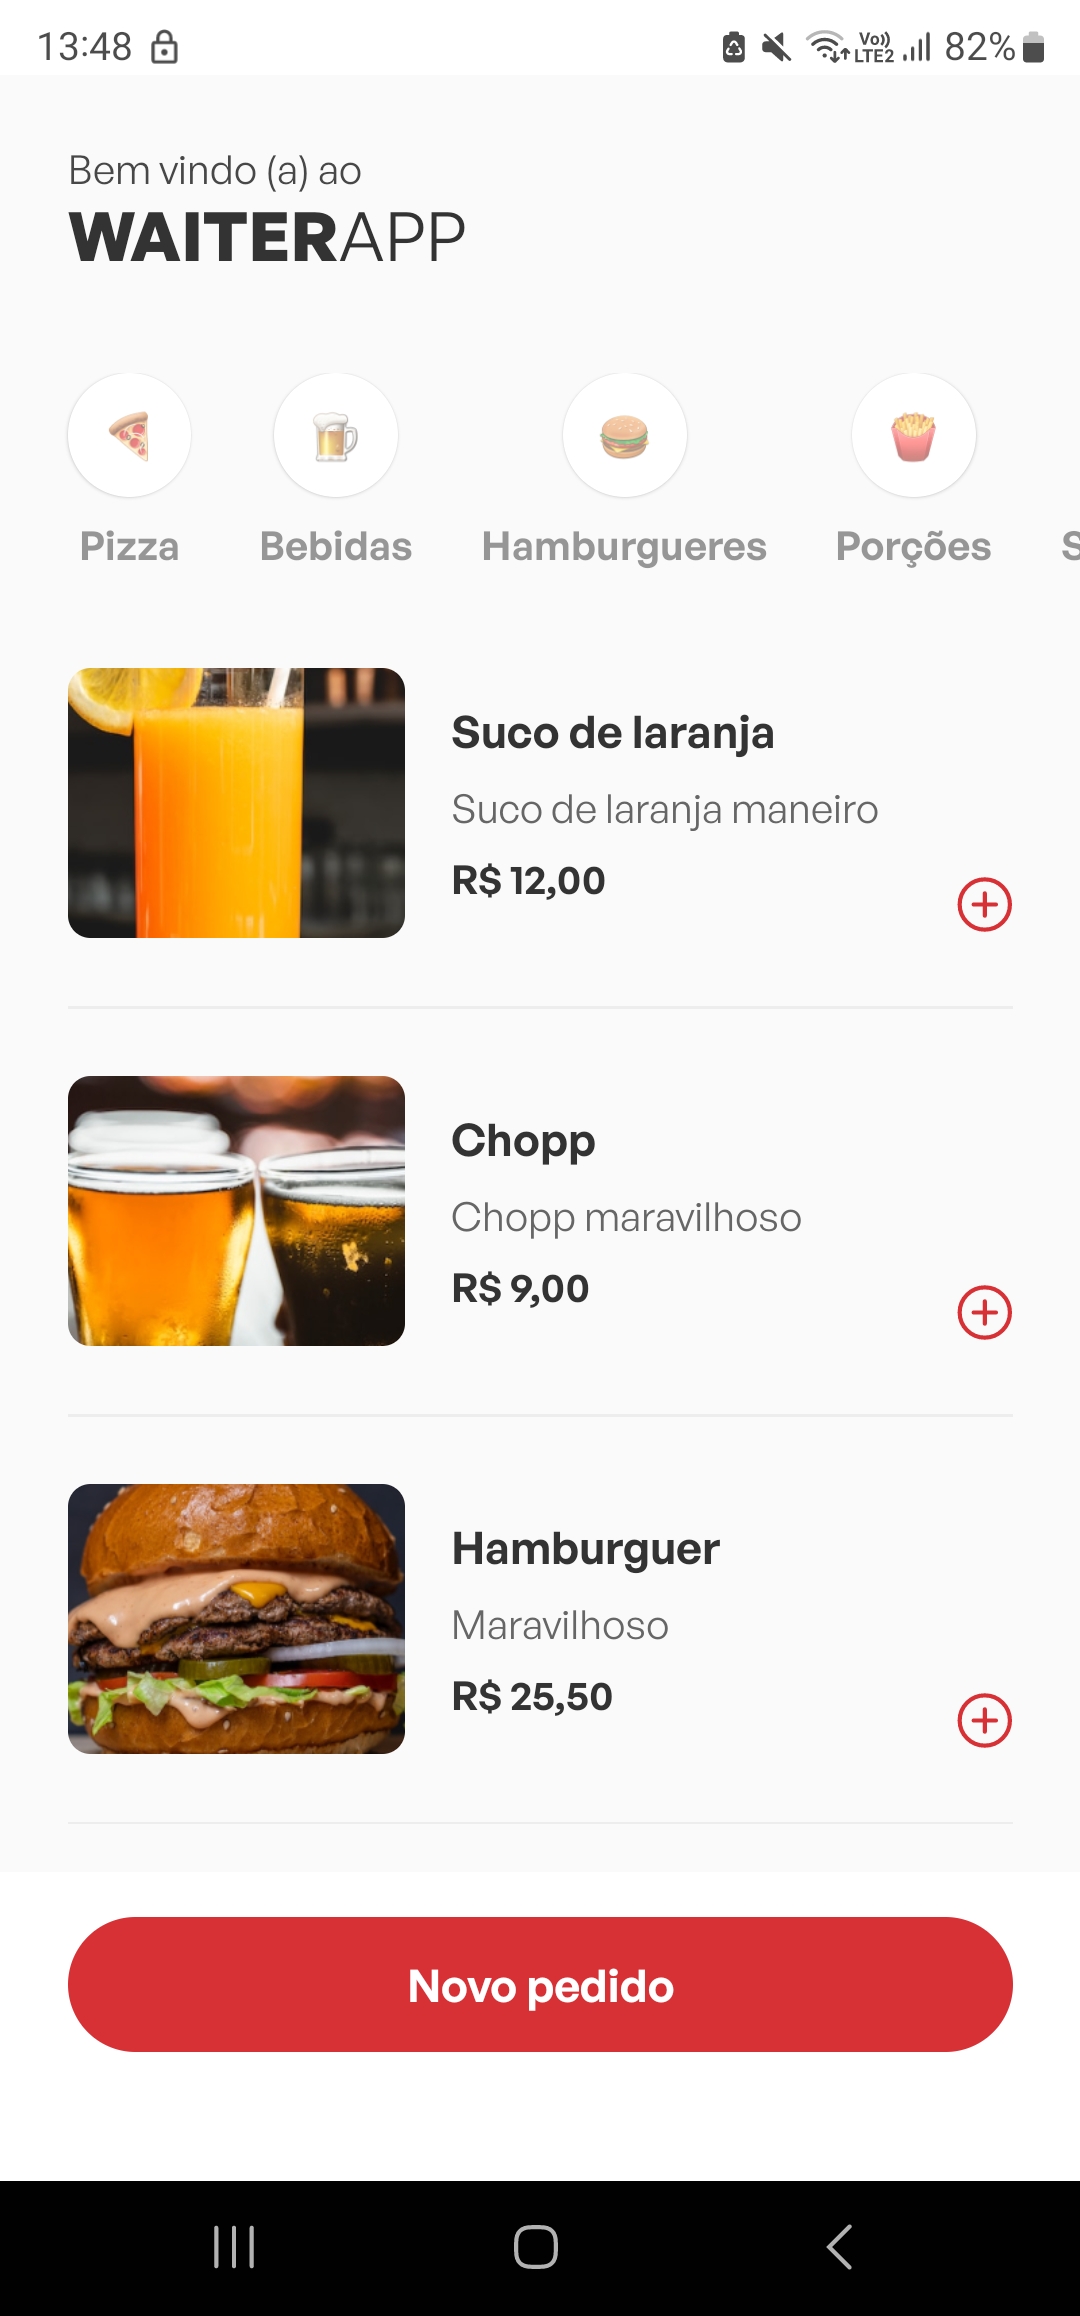 13:48
Vo)) LTE2 82%
Bem vindo (a) ao
WAITERAPP
Pizza Bebidas Hamburgueres Porções S
Suco de laranja
Suco de laranja maneiro
R$ 12,00
Chopp
Chopp maravilhoso
R$ 9,00
Hamburguer
Maravilhoso
R$ 25,50
Novo pedido